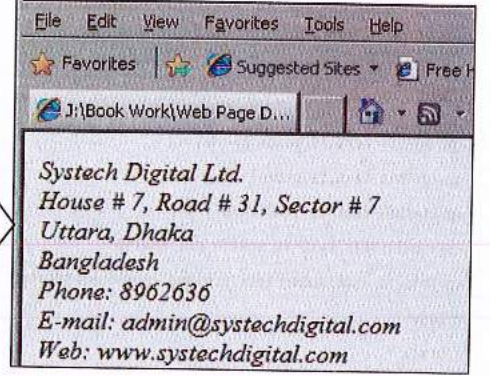 File Edit View Favorites Tools Help
Favorites Suggested Sites Free H
J:\Book Work\Web Page D...
Systech Digital Ltd.
House # 7, Road # 31, Sector # 7
Uttara, Dhaka
Bangladesh
Phone: 8962636
E-mail: admin@systechdigital.com
Web: www.systechdigital.com